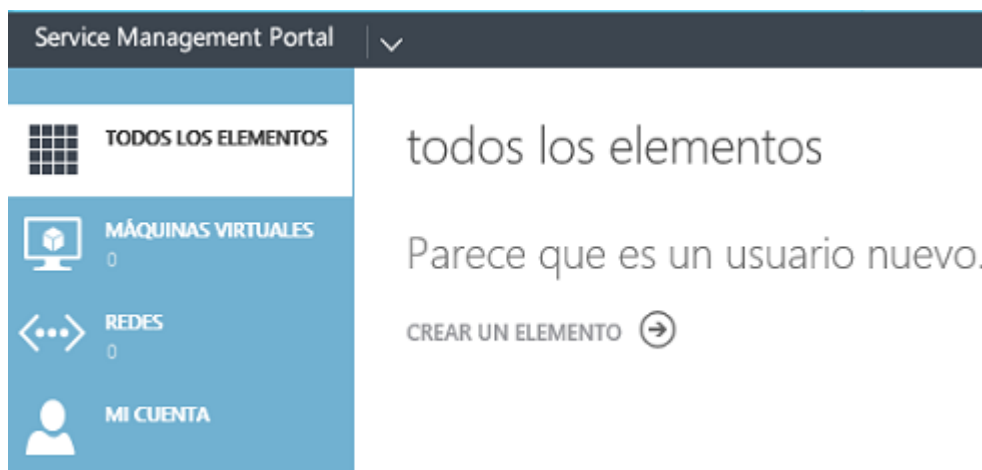 Service Management Portal
TODOS LOS ELEMENTOS
MÁQUINAS VIRTUALES
0
REDES
0
MI CUENTA
todos los elementos
Parece que es un usuario nuevo.
CREAR UN ELEMENTO